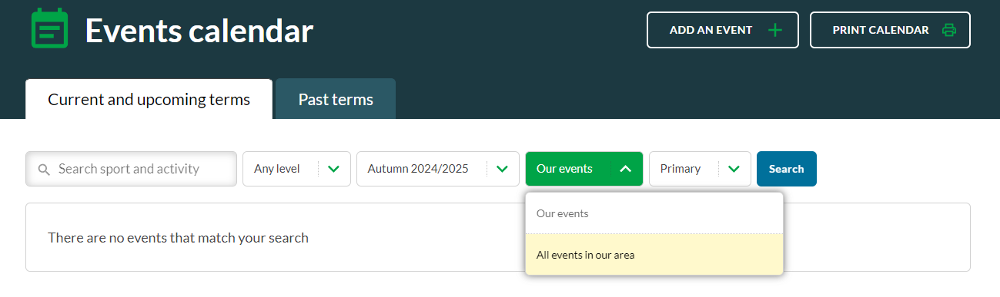 Events calendar
ADD AN EVENT
PRINT CALENDAR
Current and upcoming terms
Past terms
Search sport and activity
Any level
Autumn 2024/2025
Our events
Primary
Search
Our events
All events in our area
There are no events that match your search